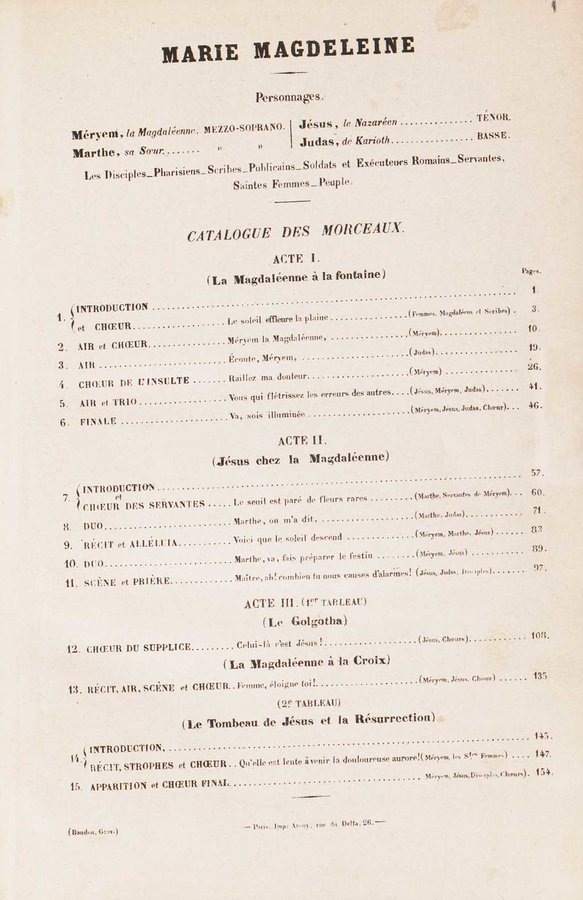 MARIE MAGDELEINE
Personnages.
Méryem, la Magdaléenne. MEZZO-SOPRANO. Jésus, le Nazaréen .............. TÉNOR.
Marthe, sa Sœur........ " " Judas, de Karioth................. BASSE.
Les Disciples_Pharisiens_Scribes_Publicains_Soldats et Exécuteurs Romains_Servantes,
Saintes Femmes_Peuple.
CATALOGUE DES MORCEAUX.
ACTE I.
(La Magdaléenne à la fontaine)
Pages.
1. INTRODUCTION .......... 1.
et CHŒUR.............. Le soleil effleure la plaine .............(Femmes, Magdaléens et Scribes) . 3.
2. AIR et CHŒUR............ Méryem la Magdaléenne, .............(Méryem)............... 10.
3. AIR .................... Écoute, Méryem, ..................(Judas)................ 19.
4. CHŒUR DE L'INSULTE ...... Raillez ma douleur..................(Méryem) .............. 26.
5. AIR et TRIO.............. Vous qui flétrissez les erreurs des autres....(Jésus, Méryem, Judas)....... 41.
6. FINALE ................. Va, sois illuminée..................(Méryem, Jésus, Judas, Chœur)... 46.
ACTE II.
(Jésus chez la Magdaléenne)
7. INTRODUCTION.......... 57.
et
CHŒUR DES SERVANTES ..... Le seuil est paré de fleurs rares .........(Marthe, Servantes de Méryem)... 60.
8. DUO.................... Marthe, on m'a dit, ................(Marthe, Judas)............. 71.
9. RÉCIT et ALLÉLUIA......... Voici que le soleil descend .............(Méryem, Marthe, Jésus) ....... 83
10. DUO................... Marthe, va, fais préparer le festin .......(Méryem, Jésus) ............ 89.
11. SCÈNE et PRIÈRE............ Maître, ah! combien tu nous causes d'alarmes! (Jésus, Judas, Disciples)......... 97.
ACTE III. (1er TABLEAU)
(Le Golgotha)
12. CHŒUR DU SUPPLICE........ Celui-là c'est Jésus!.................(Jésus, Chœurs)............. 108.
(La Magdaléenne à la Croix)
13. RÉCIT, AIR, SCÈNE et CHŒUR.. Femme, éloigne toi!..................(Méryem, Jésus, Chœur) ...... 135
(2e TABLEAU)
(Le Tombeau de Jésus et la Résurrection)
14. INTRODUCTION, .......... 145.
RÉCIT, STROPHES et CHŒUR .. Qu'elle est lente à venir la douloureuse aurore!(Méryem, les Stes Femmes) .... 147.
15. APPARITION et CHŒUR FINAL ............ Méryem, Jésus, Disciples, Chœurs). . 154.
(Baudon, Grav.) — Paris, Imp: Arouy, rue du Delta, 26. —